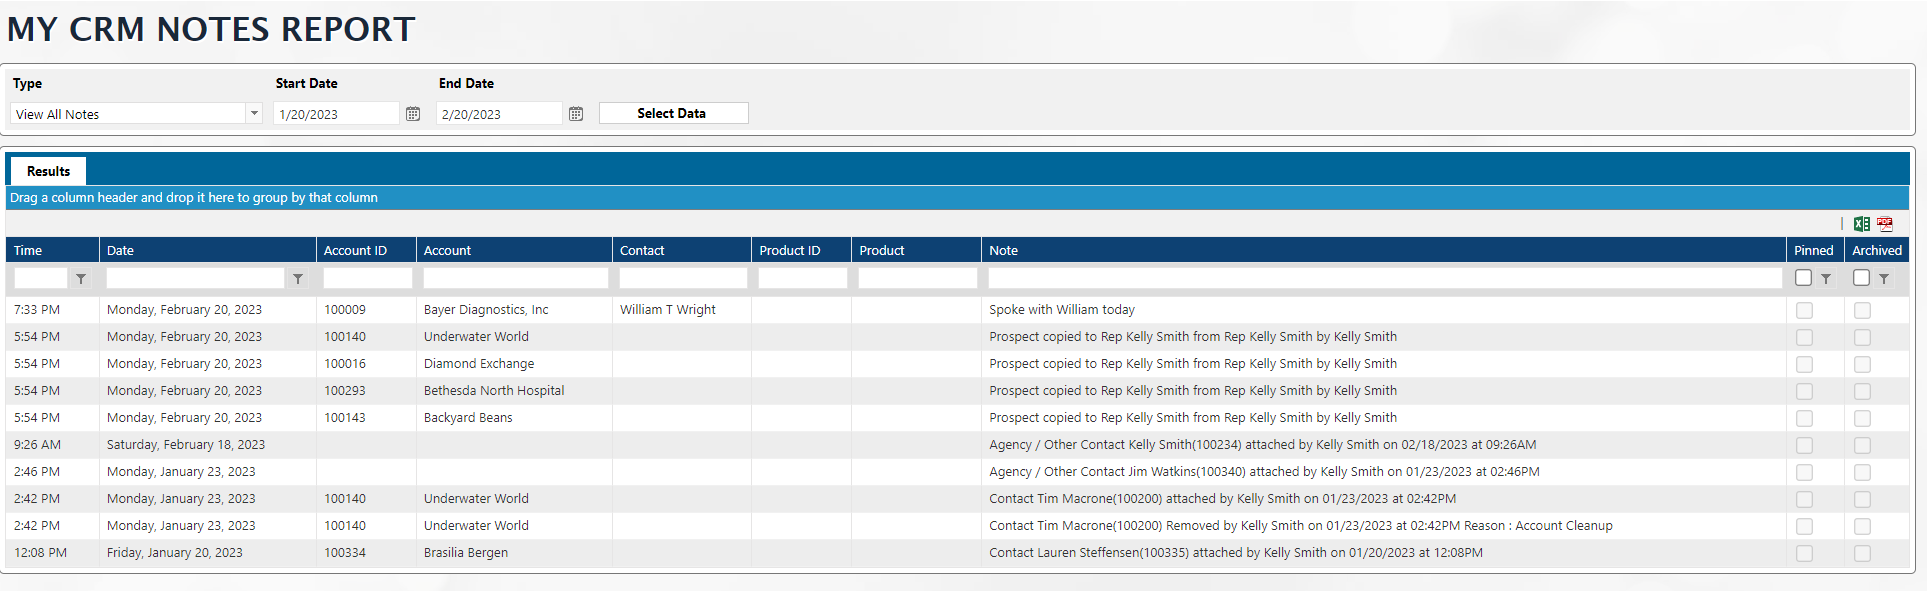 MY CRM NOTES REPORT
Type Start Date End Date
View All Notes 1/20/2023 2/20/2023 Select Data
Results
Drag a column header and drop it here to group by that column
PDF
Time Date Account ID Account Contact Product ID Product Note Pinned Archived
7:33 PM Monday, February 20, 2023 100009 Bayer Diagnostics, Inc William T Wright Spoke with William today
5:54 PM Monday, February 20, 2023 100140 Underwater World Prospect copied to Rep Kelly Smith from Rep Kelly Smith by Kelly Smith
5:54 PM Monday, February 20, 2023 100016 Diamond Exchange Prospect copied to Rep Kelly Smith from Rep Kelly Smith by Kelly Smith
5:54 PM Monday, February 20, 2023 100293 Bethesda North Hospital Prospect copied to Rep Kelly Smith from Rep Kelly Smith by Kelly Smith
5:54 PM Monday, February 20, 2023 100143 Backyard Beans Prospect copied to Rep Kelly Smith from Rep Kelly Smith by Kelly Smith
9:26 AM Saturday, February 18, 2023 Agency / Other Contact Kelly Smith(100234) attached by Kelly Smith on 02/18/2023 at 09:26AM
2:46 PM Monday, January 23, 2023 Agency / Other Contact Jim Watkins(100340) attached by Kelly Smith on 01/23/2023 at 02:46PM
2:42 PM Monday, January 23, 2023 100140 Underwater World Contact Tim Macrone(100200) attached by Kelly Smith on 01/23/2023 at 02:42PM
2:42 PM Monday, January 23, 2023 100140 Underwater World Contact Tim Macrone(100200) Removed by Kelly Smith on 01/23/2023 at 02:42PM Reason : Account Cleanup
12:08 PM Friday, January 20, 2023 100334 Brasilia Bergen Contact Lauren Steffensen(100335) attached by Kelly Smith on 01/20/2023 at 12:08PM